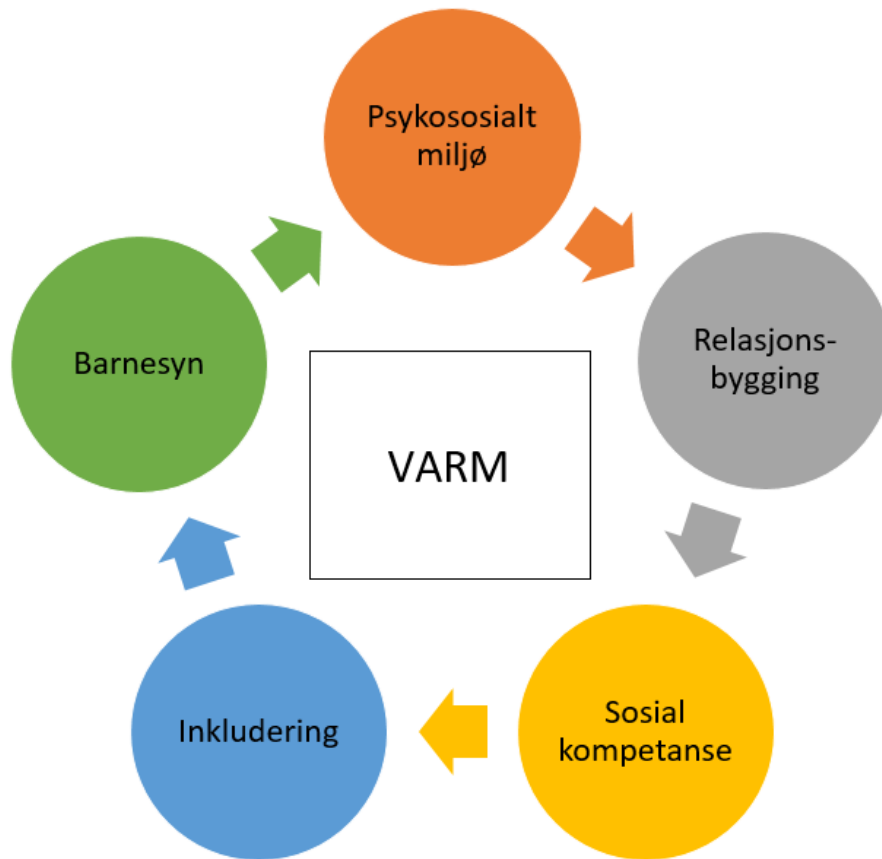 Psykososialt
miljø
Relasjons-
bygging
Sosial
kompetanse
Inkludering
Barnesyn
VARM